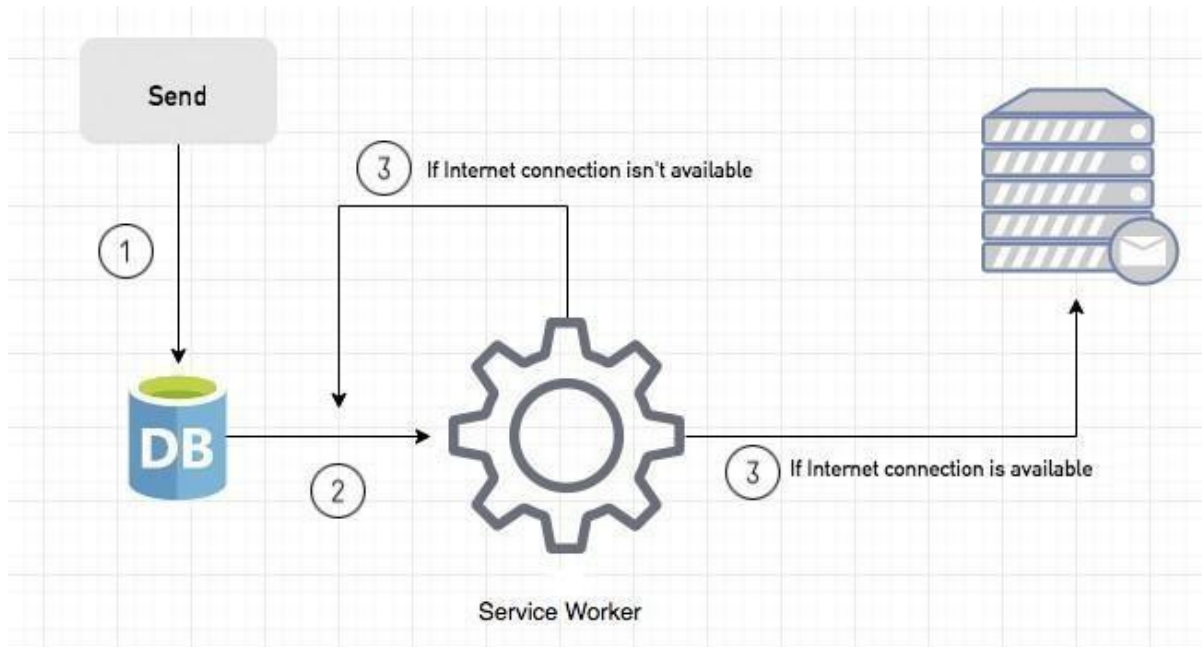 Send
3 If Internet connection isn't available
1
DB
2
3 If Internet connection is available
Service Worker